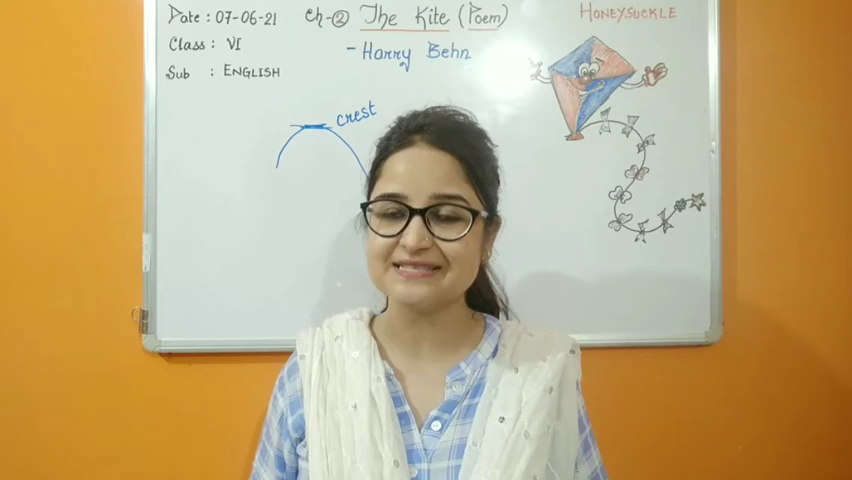 Date : 07-06-21
Ch-② The Kite (Poem)
HONEYSUCKLE
Class : VI
- Harry Behn
Sub : ENGLISH
crest